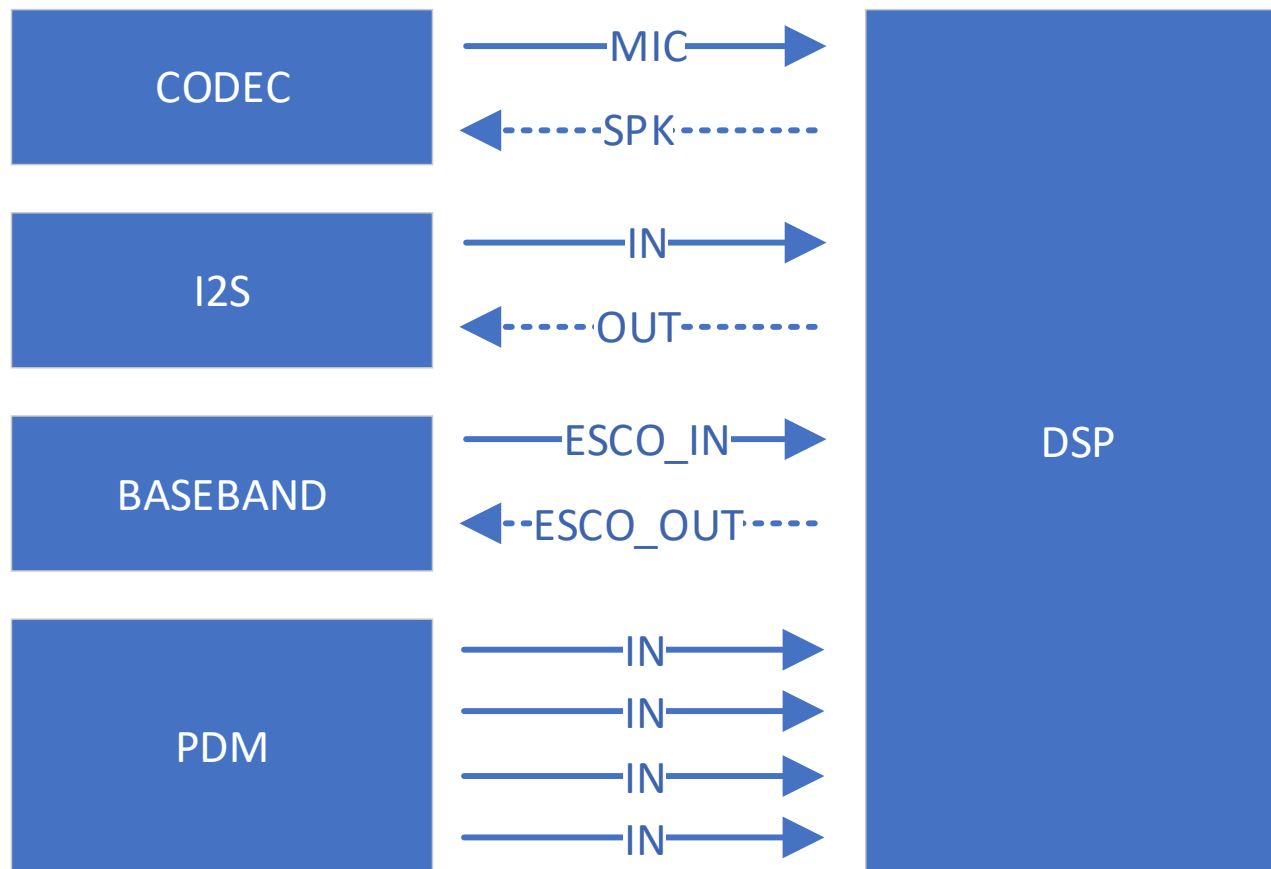 CODEC
MIC
SPK
I2S
IN
OUT
BASEBAND
ESCO_IN
ESCO_OUT
DSP
PDM
IN
IN
IN
IN